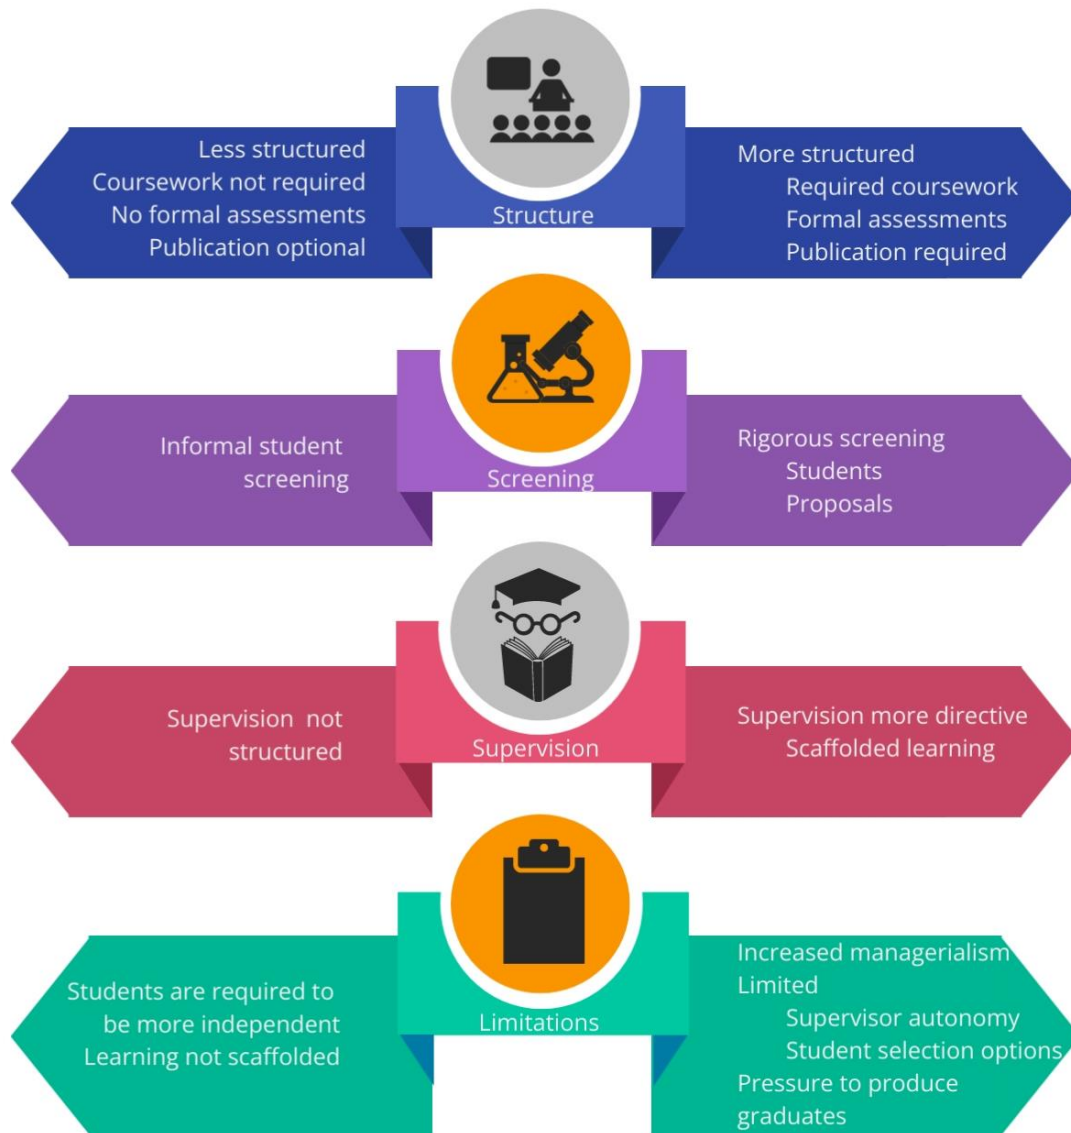 Less structured
Coursework not required
No formal assessments
Publication optional
Structure
More structured
Required coursework
Formal assessments
Publication required
Informal student
screening
Screening
Rigorous screening
Students
Proposals
Supervision not
structured
Supervision
Supervision more directive
Scaffolded learning
Students are required to
be more independent
Learning not scaffolded
Limitations
Increased managerialism
Limited
Supervisor autonomy
Student selection options
Pressure to produce
graduates